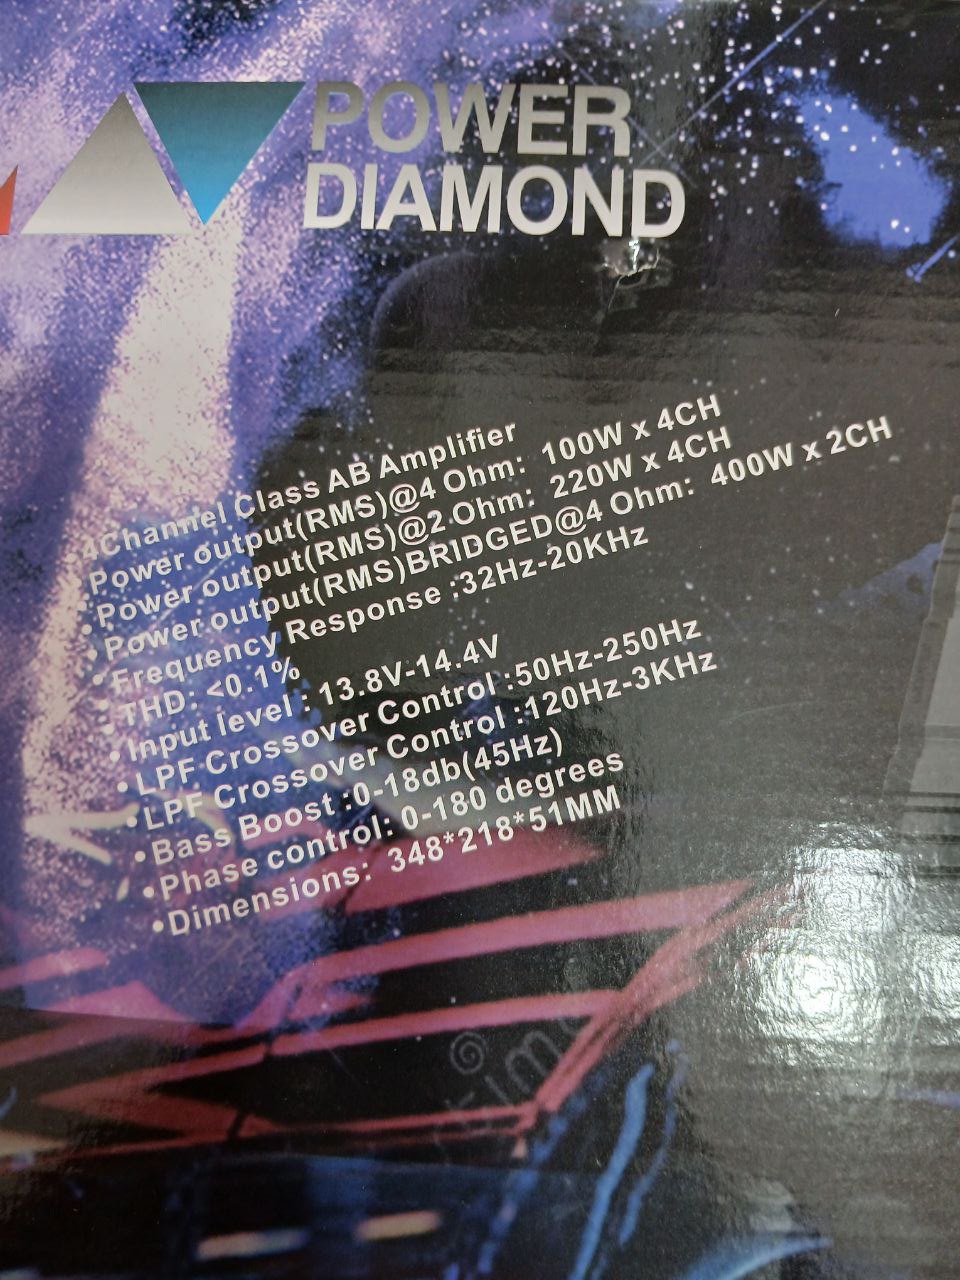 POWER
DIAMOND
•4Channel Class AB Amplifier
•Power output(RMS)@4 Ohm: 100W x 4CH
•Power output(RMS)@2 Ohm: 220W x 4CH
•Power output(RMS)BRIDGED@4 Ohm: 400W x 2CH
•Frequency Response :32Hz-20KHz
•THD: <0.1%
•Input level : 13.8V-14.4V
•LPF Crossover Control :50Hz-250Hz
•LPF Crossover Control :120Hz-3KHz
•Bass Boost :0-18db(45Hz)
•Phase control: 0-180 degrees
•Dimensions: 348*218*51MM